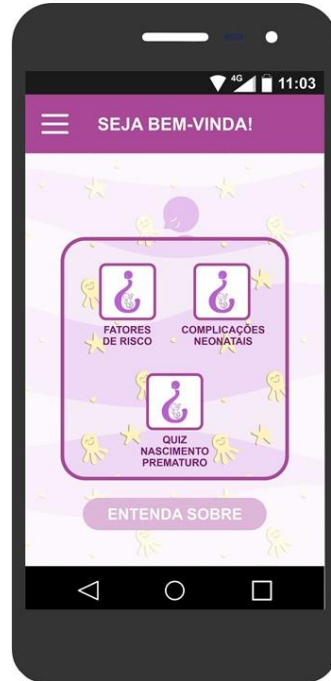 4G 11:03
SEJA BEM-VINDA!
FATORES
DE RISCO
COMPLICAÇÕES
NEONATAIS
QUIZ
NASCIMENTO
PREMATURO
ENTENDA SOBRE